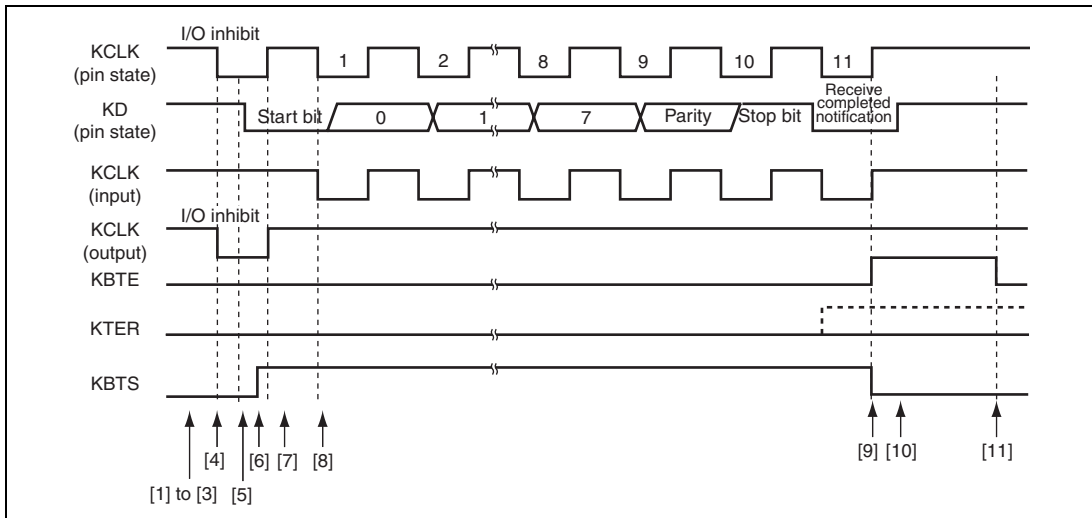 I/O inhibit
KCLK
(pin state)
1 2 8 9 10 11
KD
(pin state)
Start bit 0 1 7 Parity Stop bit
Receive
completed
notification
KCLK
(input)
I/O inhibit
KCLK
(output)
KBTE
KTER
KBTS
[1] to [3] [4] [5] [6] [7] [8] [9] [10] [11]